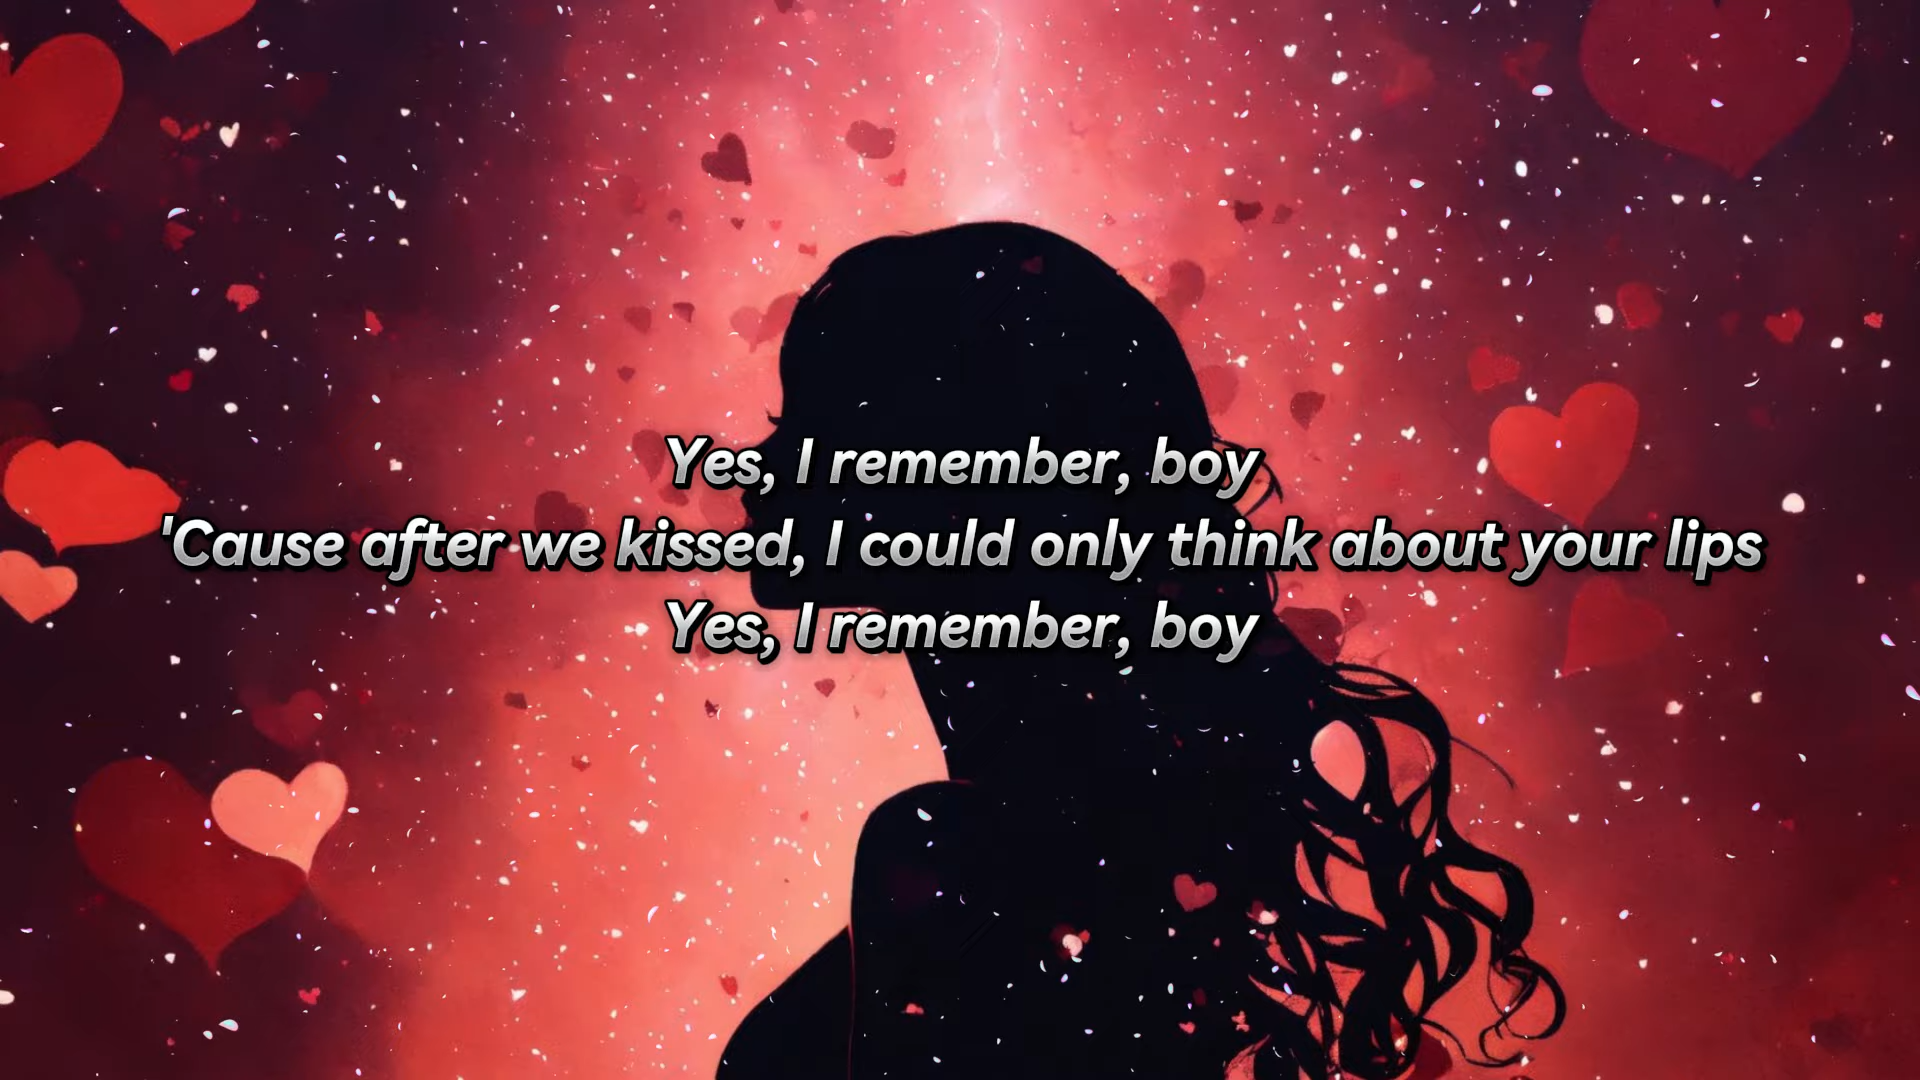 Yes, I remember, boy
'Cause after we kissed, I could only think about your lips
Yes, I remember, boy